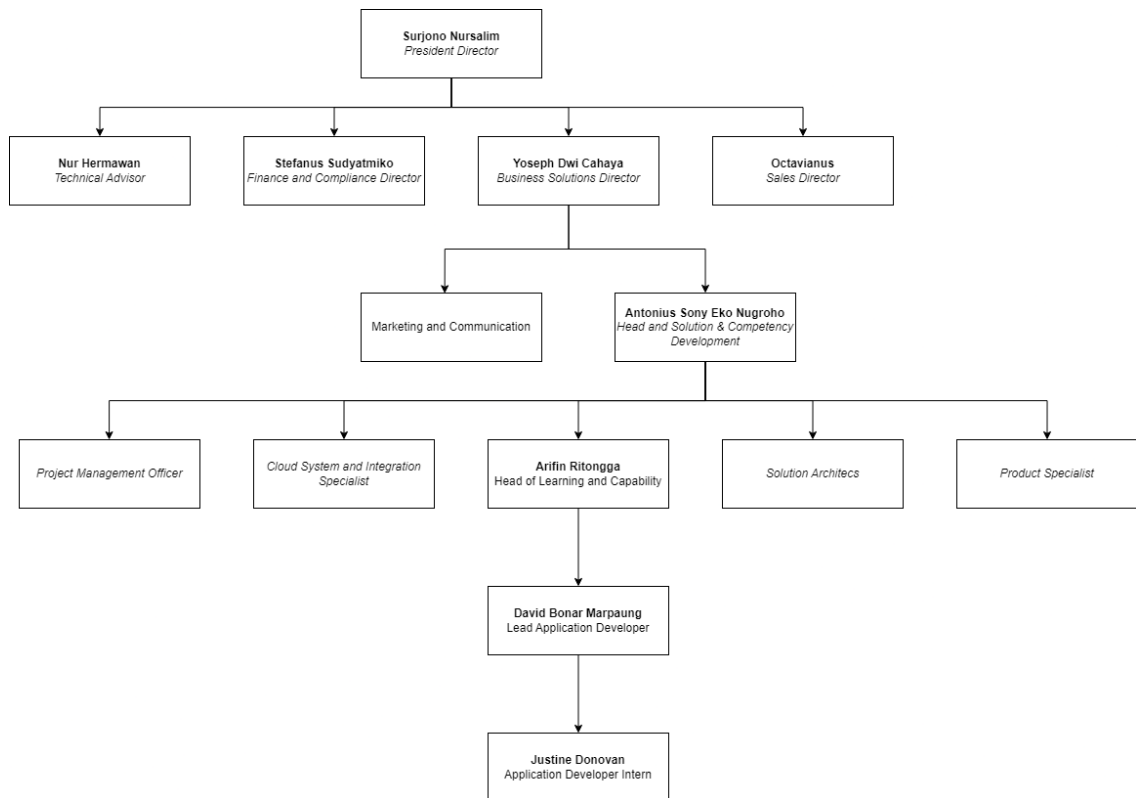 Surjono Nursalim
President Director
Nur Hermawan
Technical Advisor
Stefanus Sudyatmiko
Finance and Compliance Director
Yoseph Dwi Cahaya
Business Solutions Director
Octavianus
Sales Director
Marketing and Communication
Antonius Sony Eko Nugroho
Head and Solution & Competency
Development
Project Management Officer
Cloud System and Integration
Specialist
Arifin Ritongga
Head of Learning and Capability
Solution Architecs
Product Specialist
David Bonar Marpaung
Lead Application Developer
Justine Donovan
Application Developer Intern